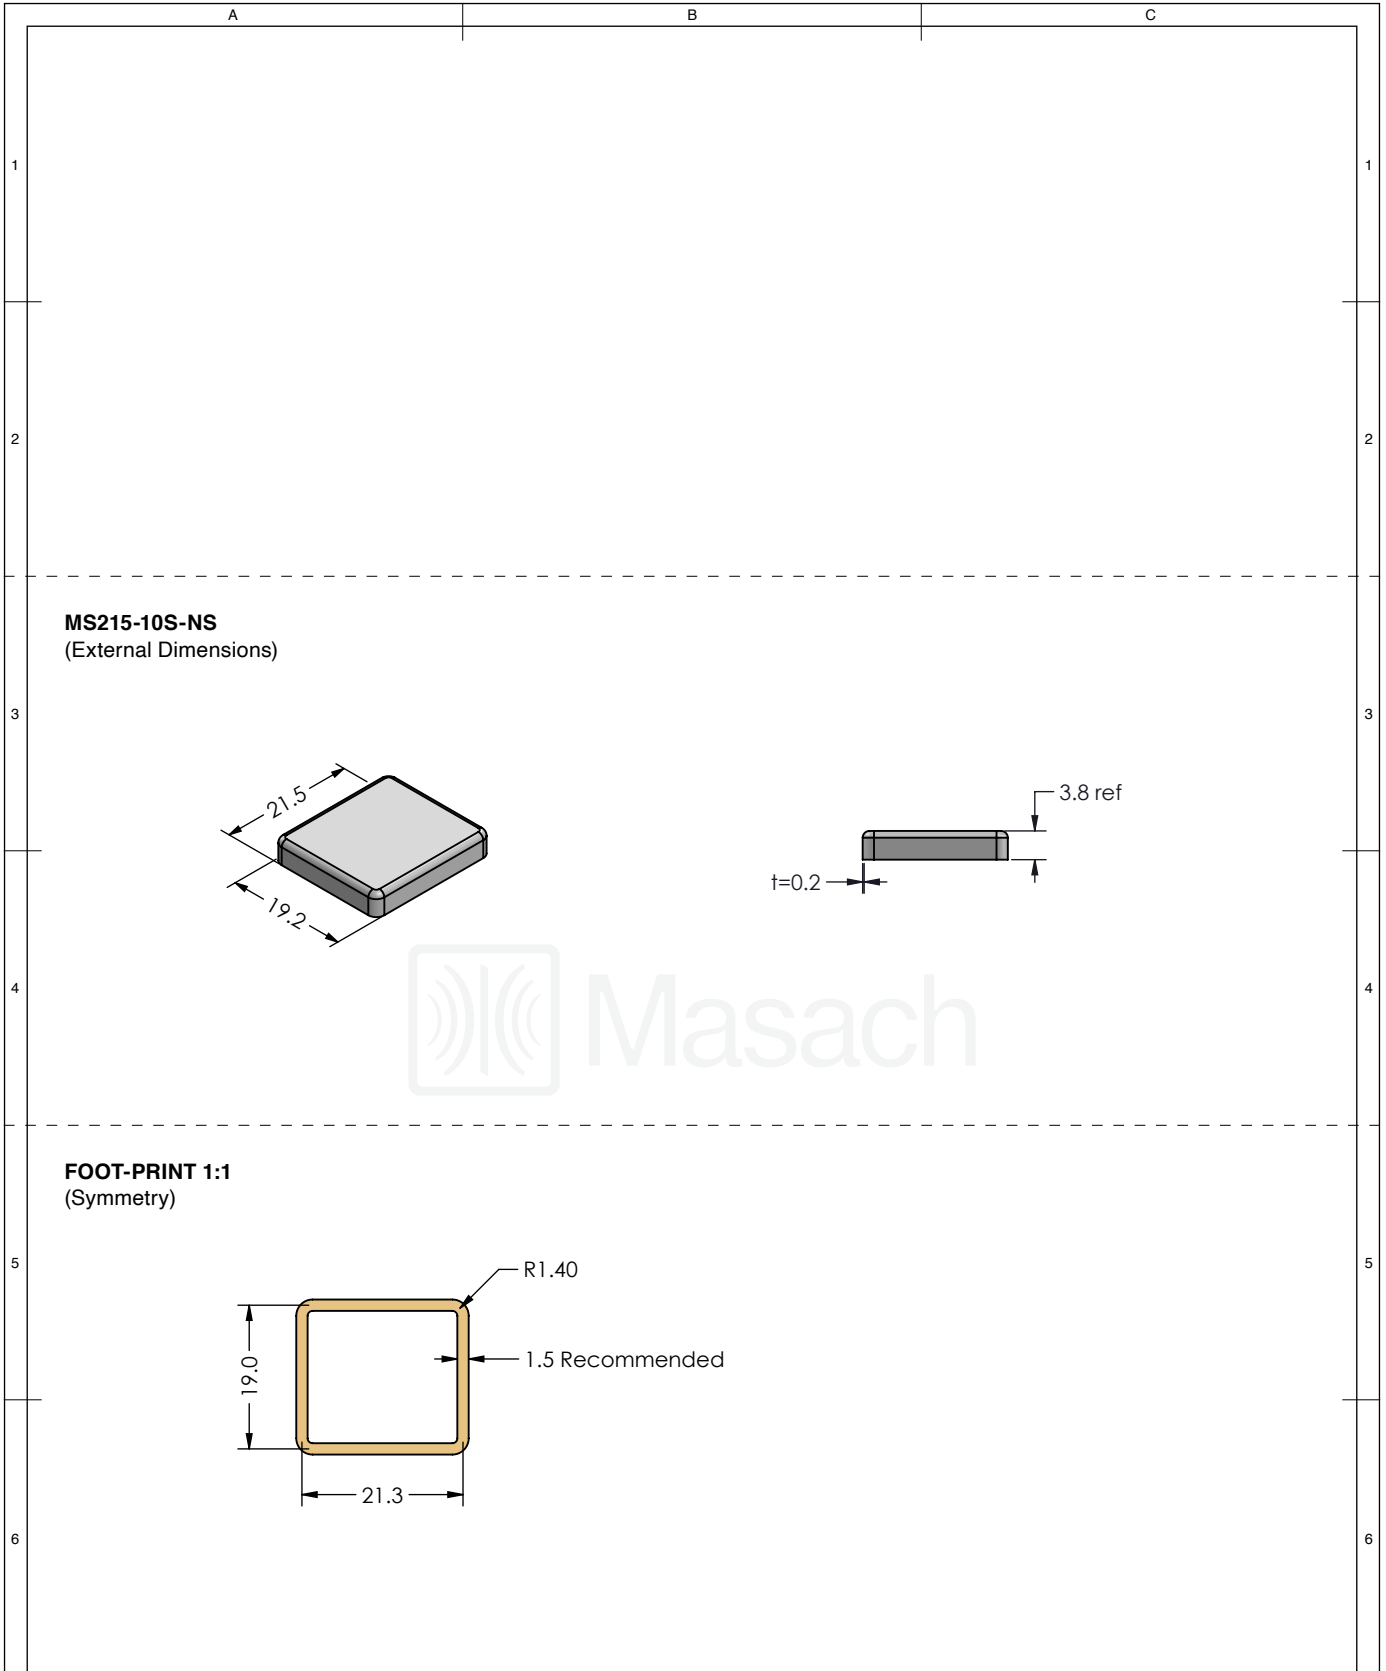 A
B
C
1
1
2
2
MS215-10S-NS
(External Dimensions)
3
3
21.5
19.2
3.8 ref
t=0.2
4
Masach
4
FOOT-PRINT 1:1
(Symmetry)
5
5
R1.40
1.5 Recommended
19.0
21.3
6
6